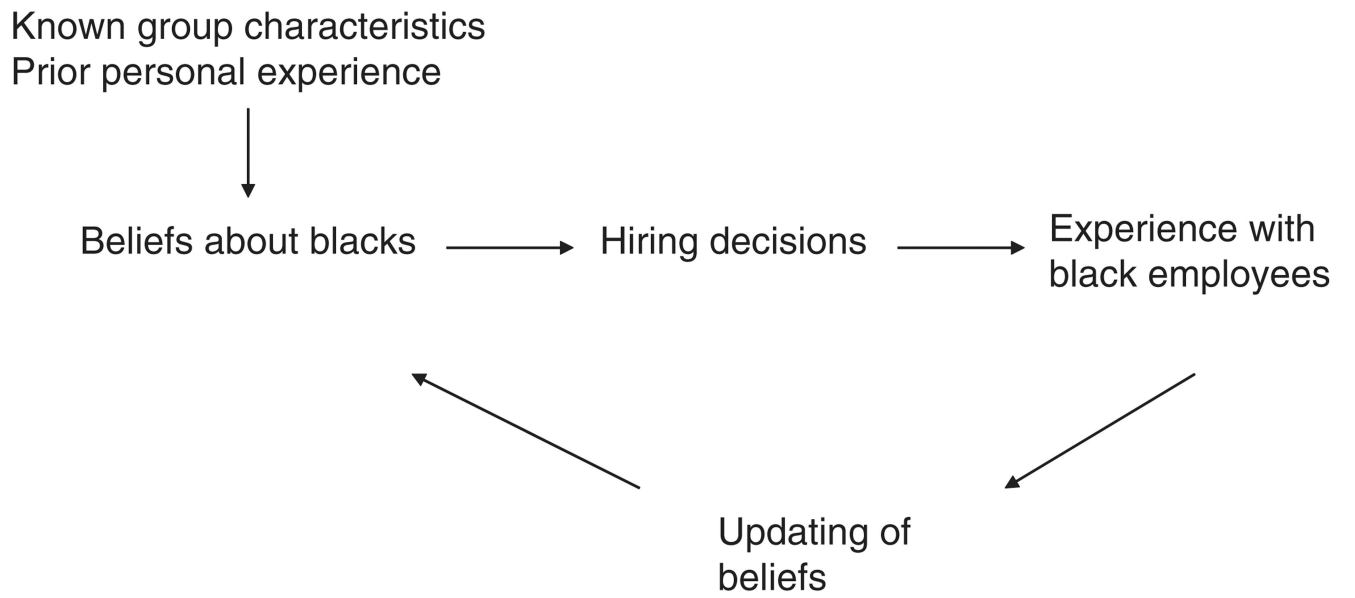 Known group characteristics
Prior personal experience
Beliefs about blacks
Hiring decisions
Experience with
black employees
Updating of
beliefs